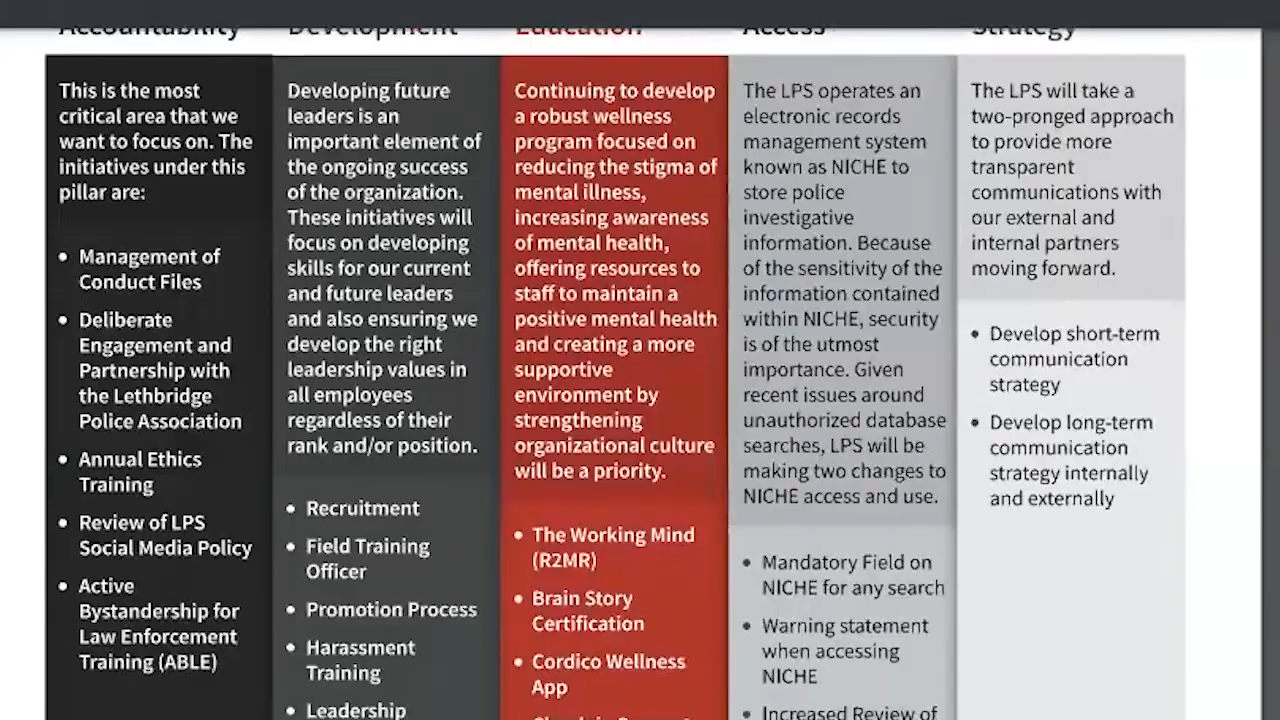 Accountability
Development
Education
Access
Strategy
This is the most
critical area that we
want to focus on. The
initiatives under this
pillar are:
• Management of
Conduct Files
• Deliberate
Engagement and
Partnership with
the Lethbridge
Police Association
• Annual Ethics
Training
• Review of LPS
Social Media Policy
• Active
Bystandership for
Law Enforcement
Training (ABLE)
Developing future
leaders is an
important element of
the ongoing success
of the organization.
These initiatives will
focus on developing
skills for our current
and future leaders
and also ensuring we
develop the right
leadership values in
all employees
regardless of their
rank and/or position.
• Recruitment
• Field Training
Officer
• Promotion Process
• Harassment
Training
• Leadership
Continuing to develop
a robust wellness
program focused on
reducing the stigma of
mental illness,
increasing awareness
of mental health,
offering resources to
staff to maintain a
positive mental health
and creating a more
supportive
environment by
strengthening
organizational culture
will be a priority.
• The Working Mind
(R2MR)
• Brain Story
Certification
• Cordico Wellness
App
The LPS operates an
electronic records
management system
known as NICHE to
store police
investigative
information. Because
of the sensitivity of the
information contained
within NICHE, security
is of the utmost
importance. Given
recent issues around
unauthorized database
searches, LPS will be
making two changes to
NICHE access and use.
• Mandatory Field on
NICHE for any search
• Warning statement
when accessing
NICHE
• Increased Review of
The LPS will take a
two-pronged approach
to provide more
transparent
communications with
our external and
internal partners
moving forward.
• Develop short-term
communication
strategy
• Develop long-term
communication
strategy internally
and externally